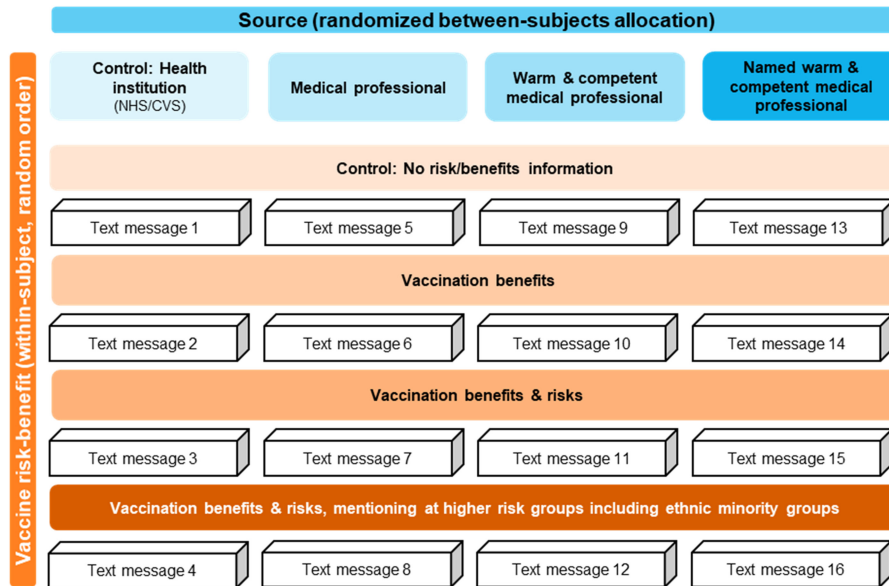 Source (randomized between-subjects allocation)
Vaccine risk-benefit (within-subject, random order)
Control: Health
institution
(NHS/CVS)
Medical professional
Warm & competent
medical professional
Named warm &
competent medical
professional
Control: No risk/benefits information
Text message 1
Text message 5
Text message 9
Text message 13
Vaccination benefits
Text message 2
Text message 6
Text message 10
Text message 14
Vaccination benefits & risks
Text message 3
Text message 7
Text message 11
Text message 15
Vaccination benefits & risks, mentioning at higher risk groups including ethnic minority groups
Text message 4
Text message 8
Text message 12
Text message 16